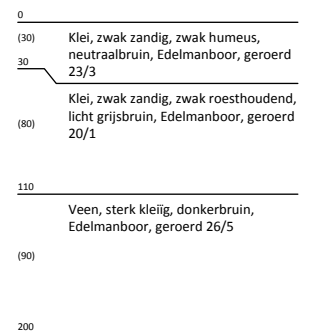 0
(30)
Klei, zwak zandig, zwak humeus,
neutraalbruin, Edelmanboor, geroerd
30
23/3
Klei, zwak zandig, zwak roesthoudend,
licht grijsbruin, Edelmanboor, geroerd
(80)
20/1
110
Veen, sterk kleiïg, donkerbruin,
Edelmanboor, geroerd 26/5
(90)
200